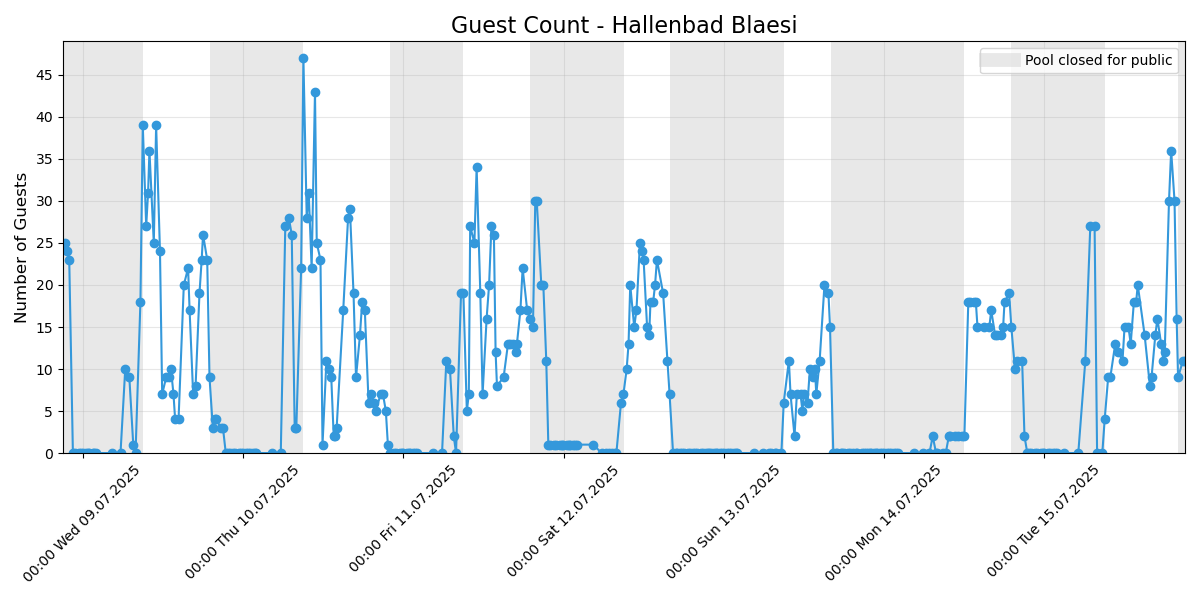 Guest Count - Hallenbad Blaesi
Pool closed for public
Number of Guests
45
40
35
30
25
20
15
10
5
0
00:00 Wed 09.07.2025
00:00 Thu 10.07.2025
00:00 Fri 11.07.2025
00:00 Sat 12.07.2025
00:00 Sun 13.07.2025
00:00 Mon 14.07.2025
00:00 Tue 15.07.2025